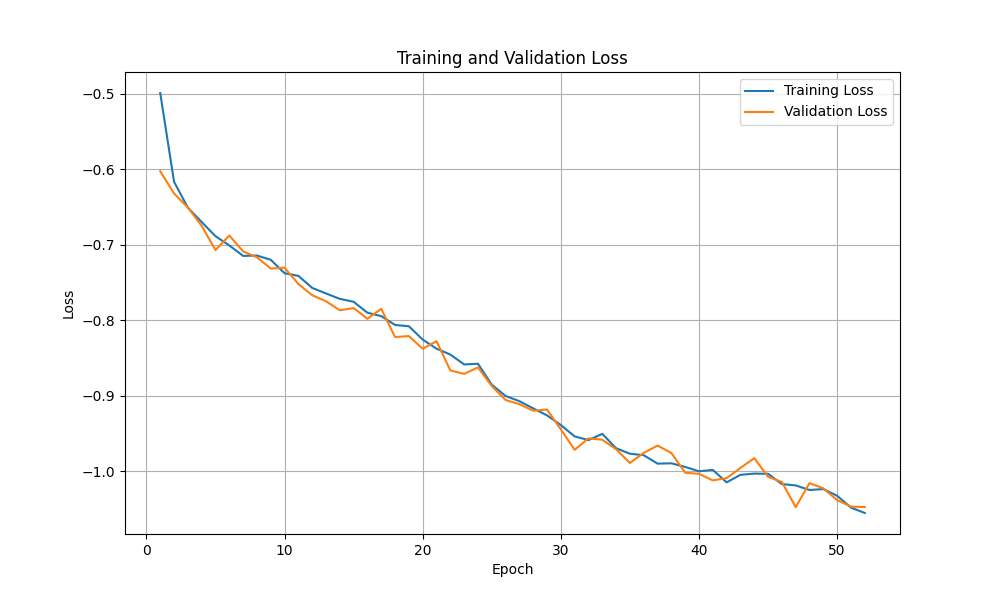 Training and Validation Loss
Training Loss
Validation Loss
−0.5
−0.6
−0.7
−0.8
−0.9
−1.0
Loss
0 10 20 30 40 50
Epoch